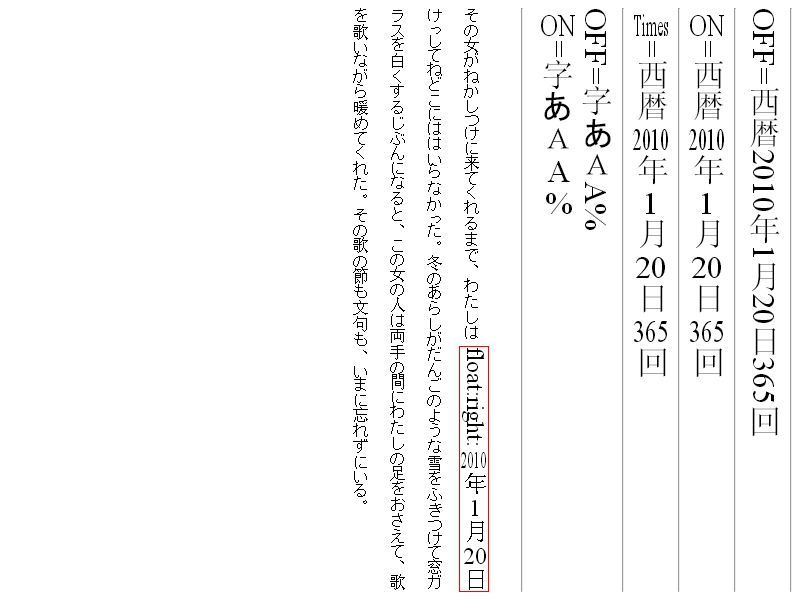 OFF=西暦2010年1月20日365回
ON=西暦2010年1月20日365回
Times=西暦2010年1月20日365回
OFF=字あAA%
ON=字あAA%
その女がねかしつけに来てくれるまで、わたしは
float:right: 2010年1月20日
けっしてねどこにははいらなかった。冬のあらしがだんごのような雪をふきつけて窓ガ
ラスを白くするじぶんになると、この女の人は両手の間にわたしの足をおさえて、歌
を歌いながら暖めてくれた。その歌の節も文句も、いまに忘れずにいる。